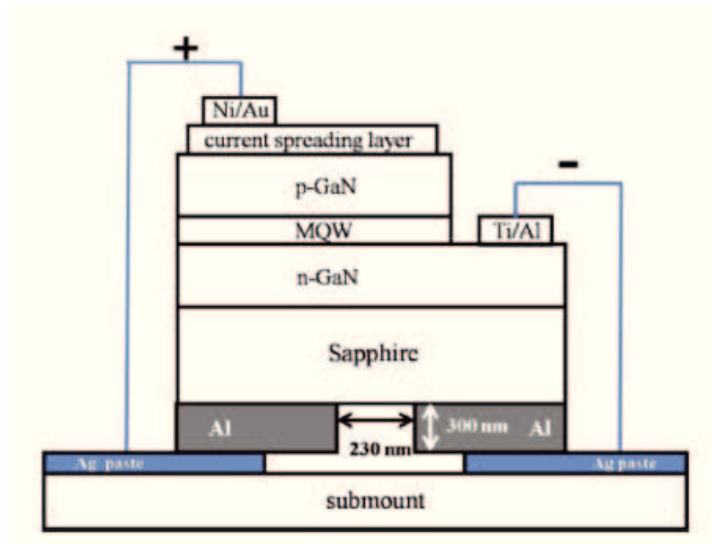 +
Ni/Au
current spreading layer
p-GaN
-
MQW
Ti/Al
n-GaN
Sapphire
Al
300 nm
Al
230 nm
Ag paste
Ag paste
submount